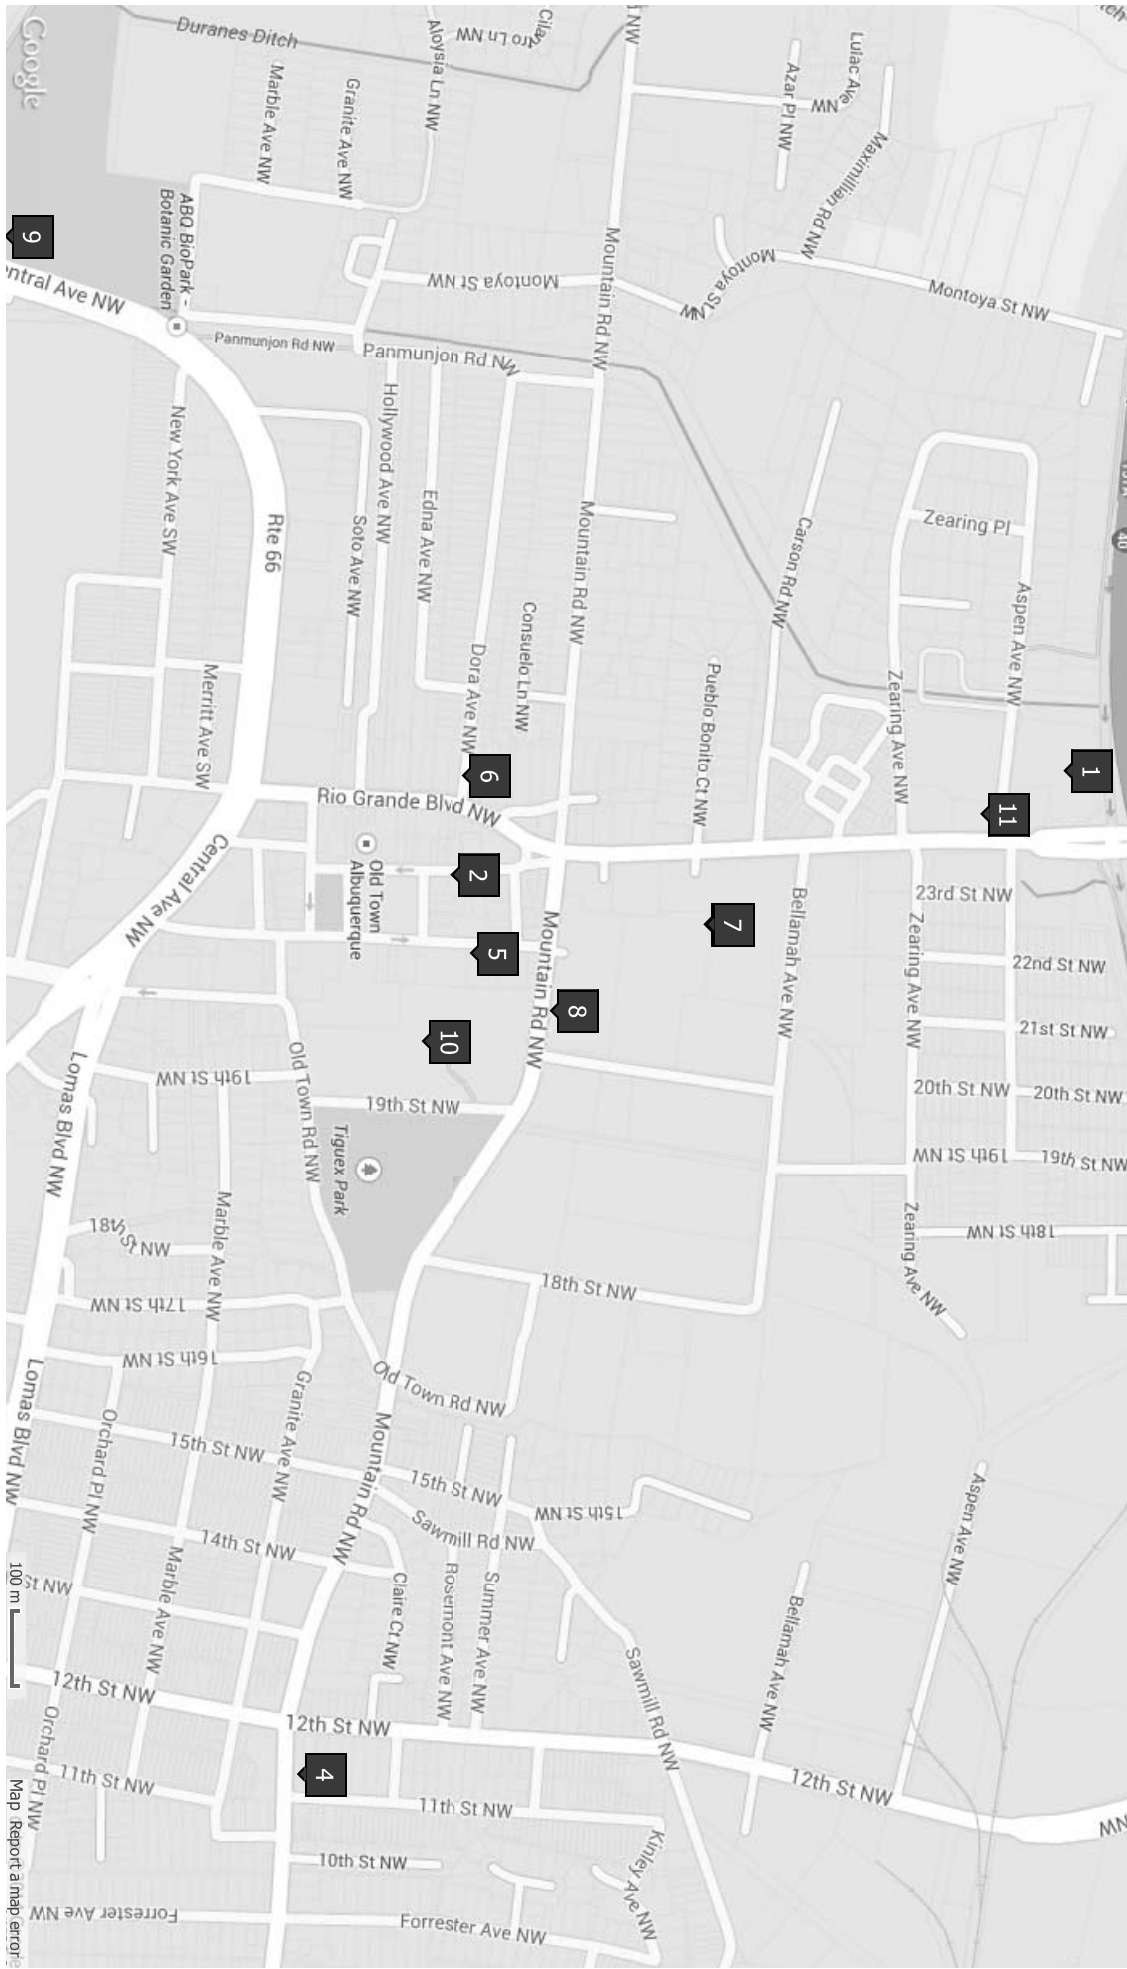 Duranes Ditch
Cilantro Ln NW
Aloysia Ln NW
Marble Ave NW
Granite Ave NW
Azar Pl NW
Lulac Ave NW
Maximillian Rd NW
Montoya St NW
Montoya St NW
Montoya St NW
Mountain Rd NW
ABQ BioPark -
Botanic Garden
9
Central Ave NW
Panmunjon Rd NW
Panmunjon Rd NW
New York Ave SW
Hollywood Ave NW
Soto Ave NW
Edna Ave NW
Rte 66
Mountain Rd NW
Consuelo Ln NW
Dora Ave NW
Merritt Ave SW
Carson Rd NW
Zearing Pl
Aspen Ave NW
40
Zearing Ave NW
Pueblo Bonito Ct NW
1
11
6
Rio Grande Blvd NW
Old Town
Albuquerque
2
5
7
8
10
Central Ave NW
Mountain Rd NW
Bellamah Ave NW
Zearing Ave NW
23rd St NW
22nd St NW
21st St NW
20th St NW
20th St NW
19th St NW
19th St NW
18th St NW
Zearing Ave NW
Lomas Blvd NW
19th St NW
Old Town Rd NW
19th St NW
Tiguex Park
Marble Ave NW
18th St NW
17th St NW
16th St NW
18th St NW
Old Town Rd NW
Lomas Blvd NW
Orchard Pl NW
15th St NW
Granite Ave NW
Mountain Rd NW
15th St NW
15th St NW
Sawmill Rd NW
14th St NW
Marble Ave NW
Claire Ct NW
Rosemont Ave NW
Summer Ave NW
Sawmill Rd NW
Bellamah Ave NW
Aspen Ave NW
St NW
12th St NW
12th St NW
12th St NW
4
11th St NW
11th St NW
Orchard Pl NW
10th St NW
Kinley Ave NW
Forrester Ave NW
Forrester Ave NW
NW
Google
100 m
Map Report a map error